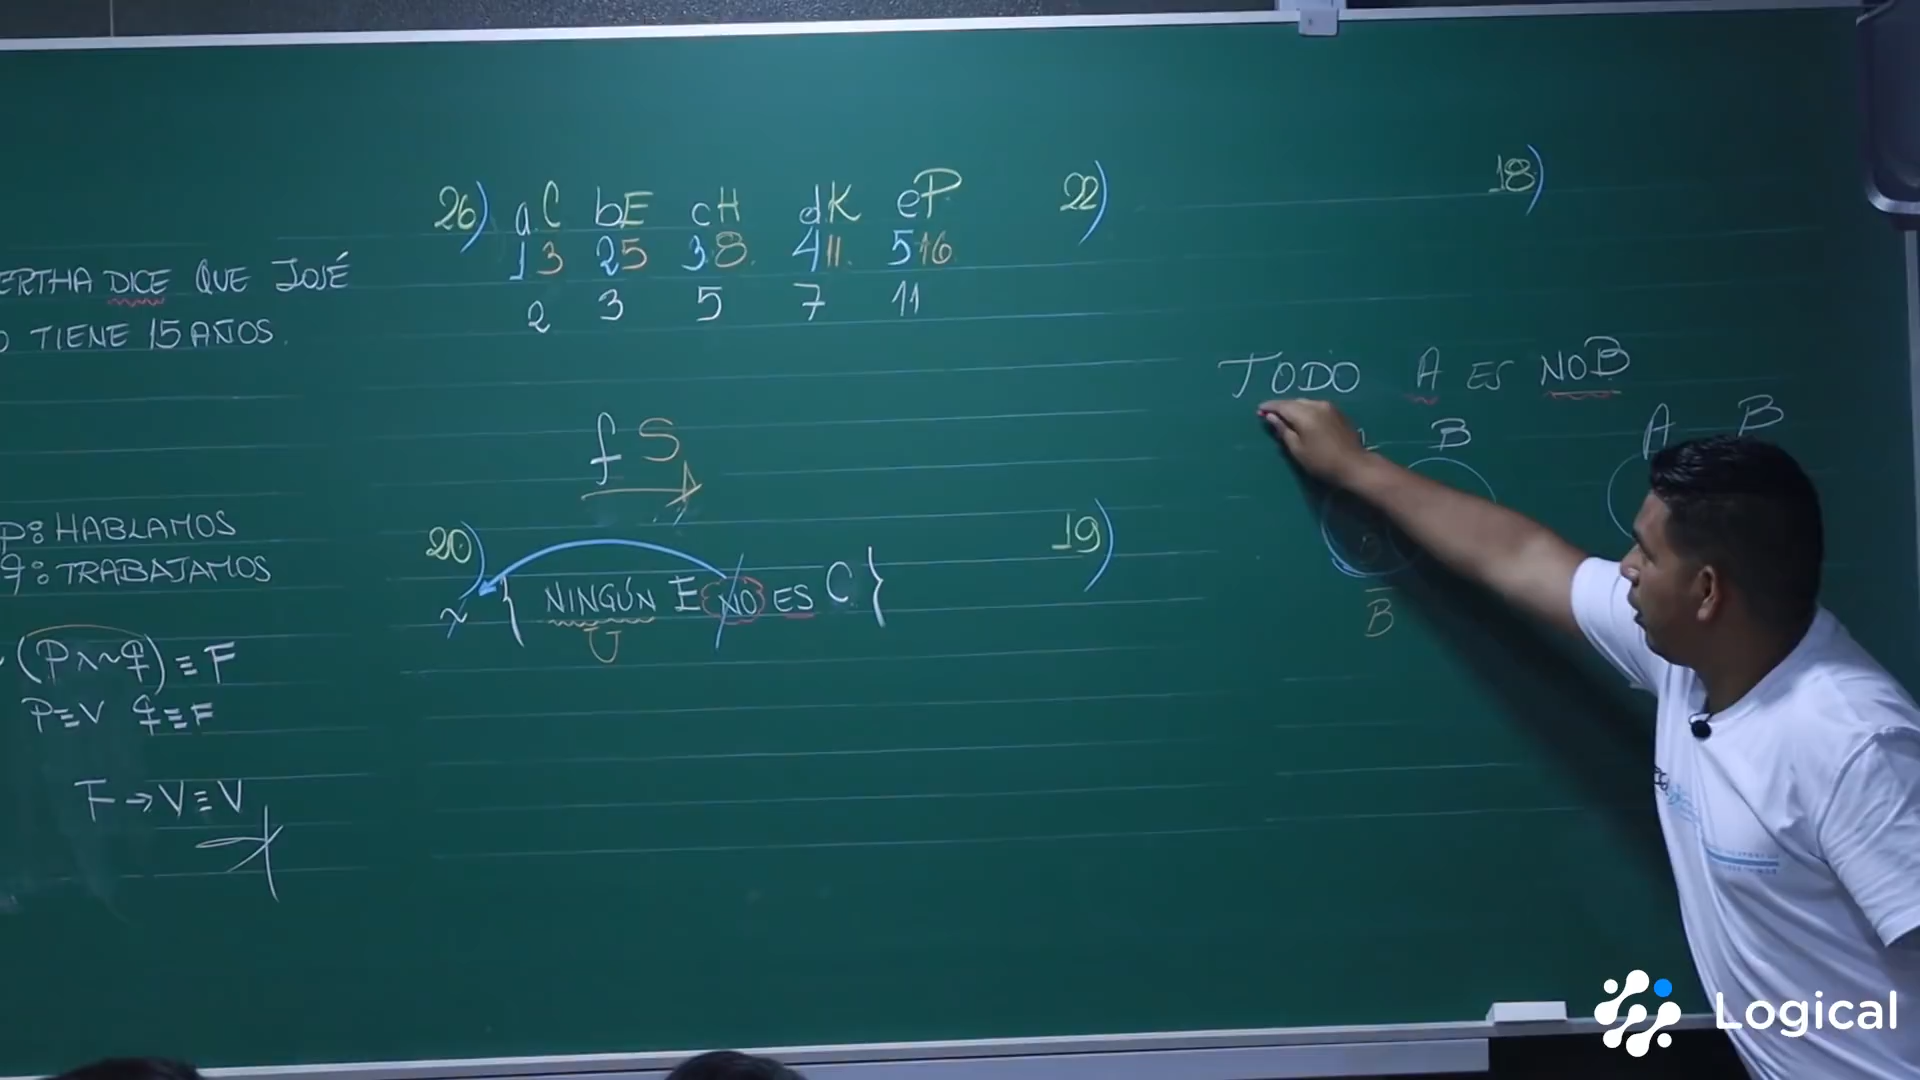 ERTHA DICE QUE JOSÉ
O TIENE 15 AÑOS.
P: HABLAMOS
q: TRABAJAMOS
(P∧~q)≡F
P≡V q≡F
F→V≡V
26) aC bE cH dK eP
13 25 38 411 516
2 3 5 7 11
f S
20)
~ { NINGÚN E NO ES C }
U
22)
19)
18)
TODO A ES NO B
B
B
A B
Logical